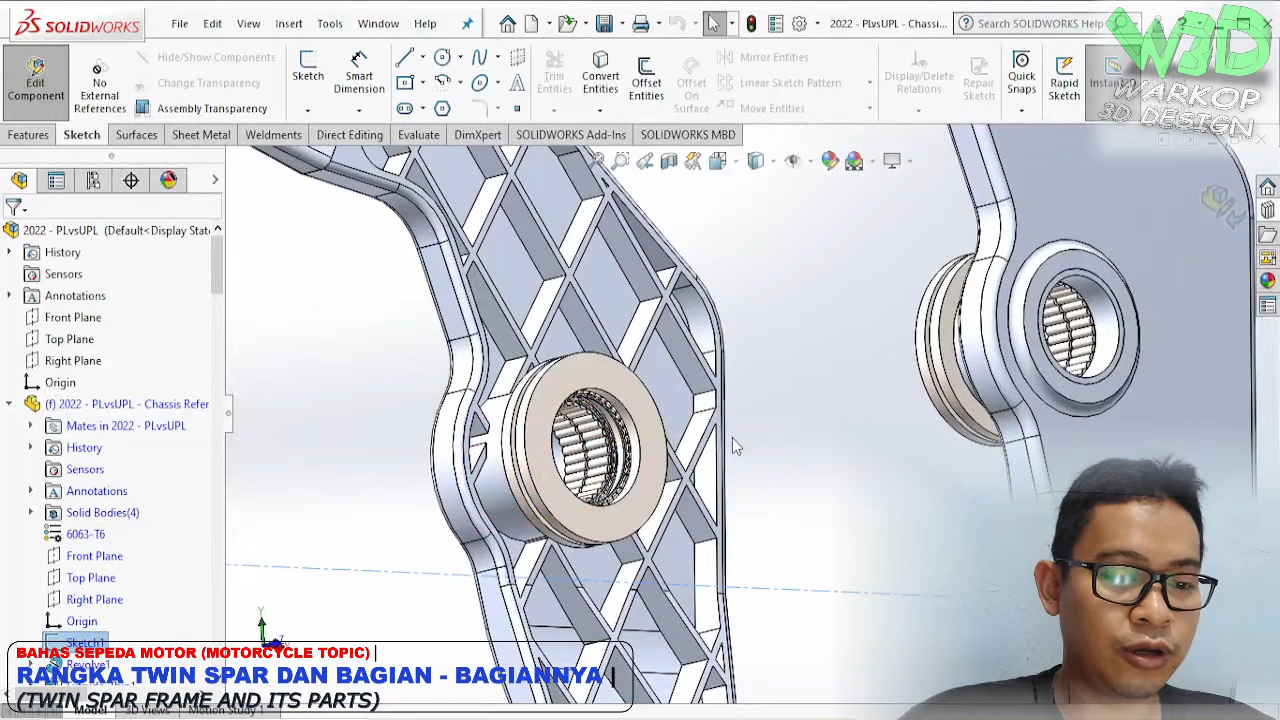 SOLIDWORKS
File
Edit
View
Insert
Tools
Window
Help
2022 - PLvsUPL - Chassi...
Search SOLIDWORKS Help
Edit
Component
No
External
References
Hide/Show Components
Change Transparency
Assembly Transparency
Sketch
Smart
Dimension
Trim
Entities
Convert
Entities
Offset
Entities
Offset
On
Surface
Mirror Entities
Linear Sketch Pattern
Move Entities
Display/Delete
Relations
Repair
Sketch
Quick
Snaps
Rapid
Sketch
W3D
WARKOP
3D DESIGN
Features
Sketch
Surfaces
Sheet Metal
Weldments
Direct Editing
Evaluate
DimXpert
SOLIDWORKS Add-Ins
SOLIDWORKS MBD
2022 - PLvsUPL (Default<Display State
History
Sensors
Annotations
Front Plane
Top Plane
Right Plane
Origin
(f) 2022 - PLvsUPL - Chassis Refer
Mates in 2022 - PLvsUPL
History
Sensors
Annotations
Solid Bodies(4)
6063-T6
Front Plane
Top Plane
Right Plane
Origin
Sketch1
Revolve1
Y
BAHAS SEPEDA MOTOR (MOTORCYCLE TOPIC) |
RANGKA TWIN SPAR DAN BAGIAN - BAGIANNYA |
(TWIN SPAR FRAME AND ITS PARTS)
Model
3D Views
Motion Study 1